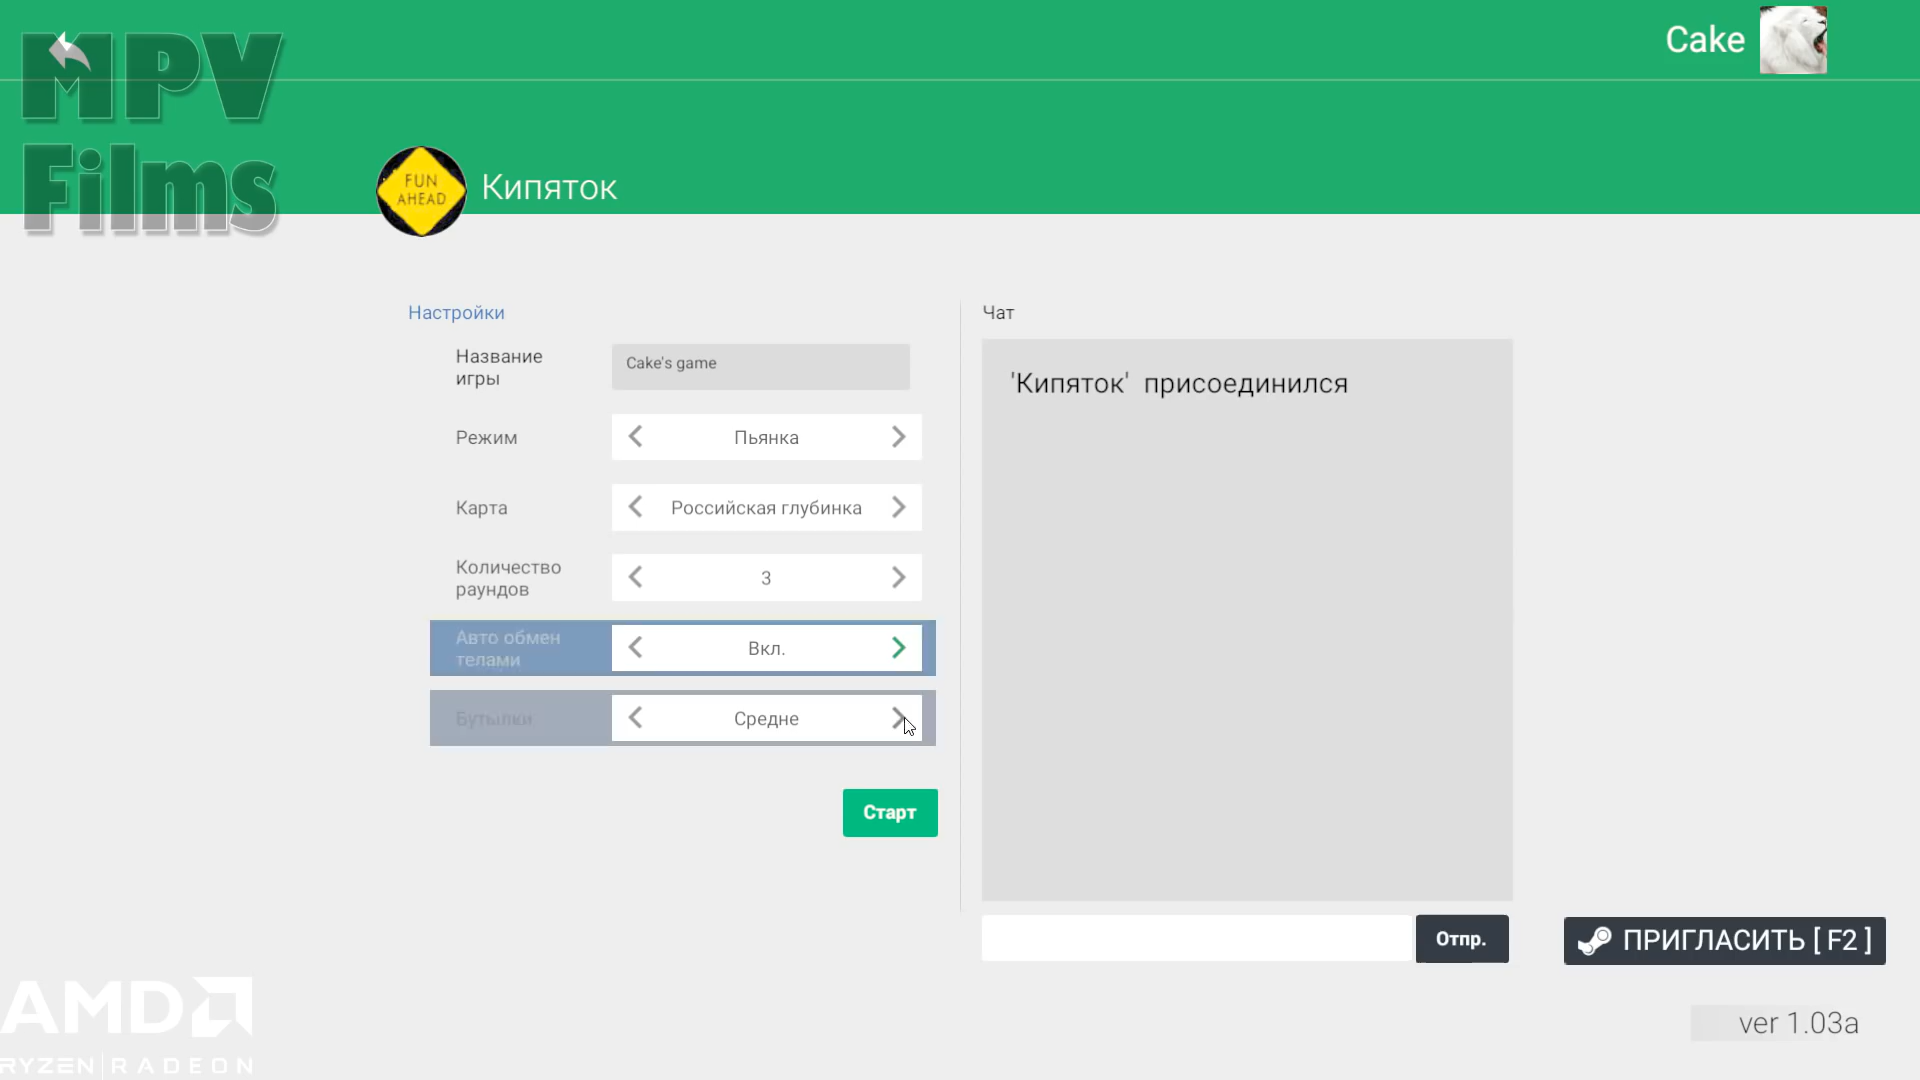 MPV
Films
Cake
FUN
AHEAD
Кипяток
Настройки
Название
игры
Cake's game
Режим
Пьянка
Карта
Российская глубинка
Количество
раундов
3
Авто обмен
телами
Вкл.
Бутылки
Средне
Старт
Чат
'Кипяток' присоединился
Отпр.
ПРИГЛАСИТЬ [ F2 ]
ver 1.03a
AMD
RYZEN | RADEON